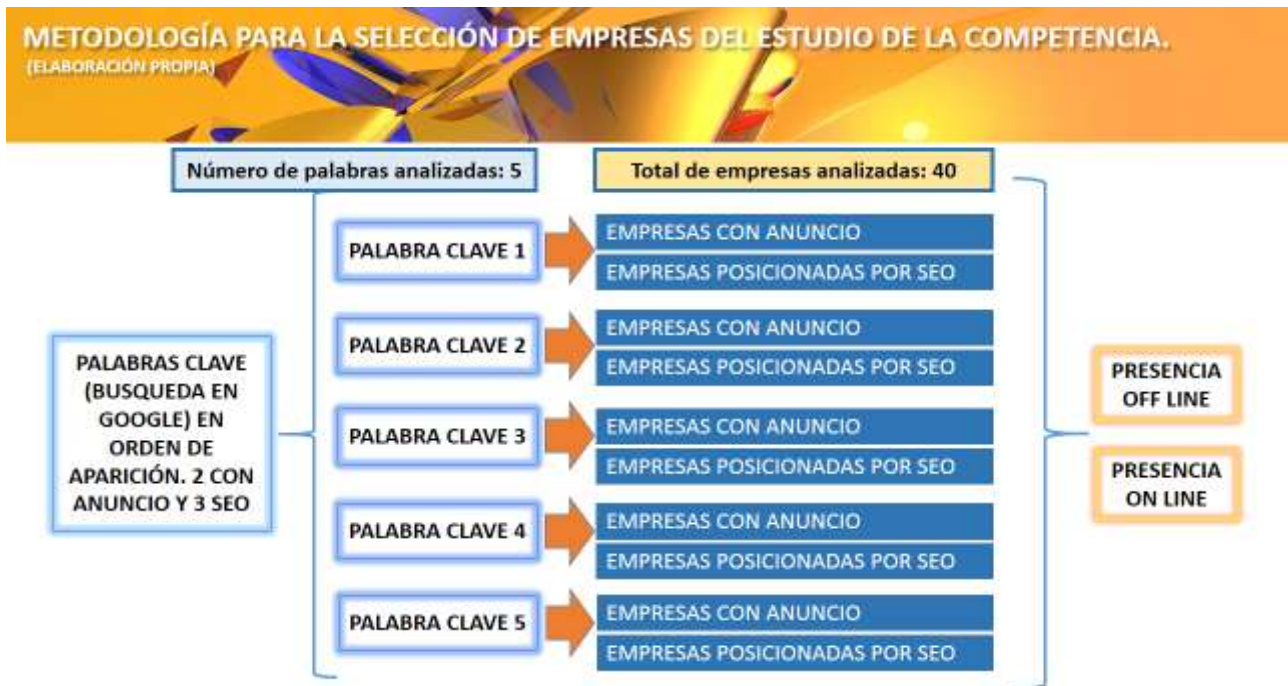 METODOLOGÍA PARA LA SELECCIÓN DE EMPRESAS DEL ESTUDIO DE LA COMPETENCIA.
(ELABORACIÓN PROPIA)
Número de palabras analizadas: 5
Total de empresas analizadas: 40
PALABRAS CLAVE
(BUSQUEDA EN
GOOGLE) EN
ORDEN DE
APARICIÓN. 2 CON
ANUNCIO Y 3 SEO
PALABRA CLAVE 1
EMPRESAS CON ANUNCIO
EMPRESAS POSICIONADAS POR SEO
PALABRA CLAVE 2
EMPRESAS CON ANUNCIO
EMPRESAS POSICIONADAS POR SEO
PALABRA CLAVE 3
EMPRESAS CON ANUNCIO
EMPRESAS POSICIONADAS POR SEO
PALABRA CLAVE 4
EMPRESAS CON ANUNCIO
EMPRESAS POSICIONADAS POR SEO
PALABRA CLAVE 5
EMPRESAS CON ANUNCIO
EMPRESAS POSICIONADAS POR SEO
PRESENCIA
OFF LINE
PRESENCIA
ON LINE